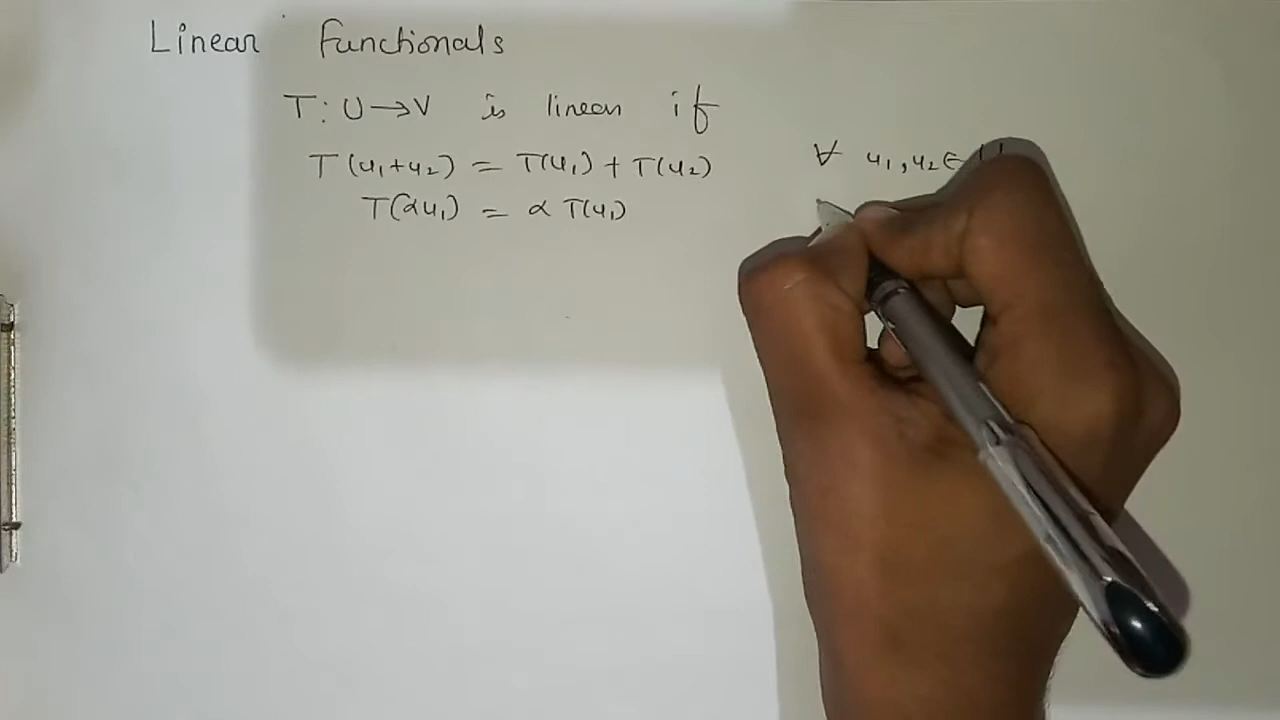 Linear Functionals
T: U → V is linear if
T(u₁+u₂) = T(u₁) + T(u₂) ∀ u₁, u₂ ∈ U
T(αu₁) = α T(u₁)